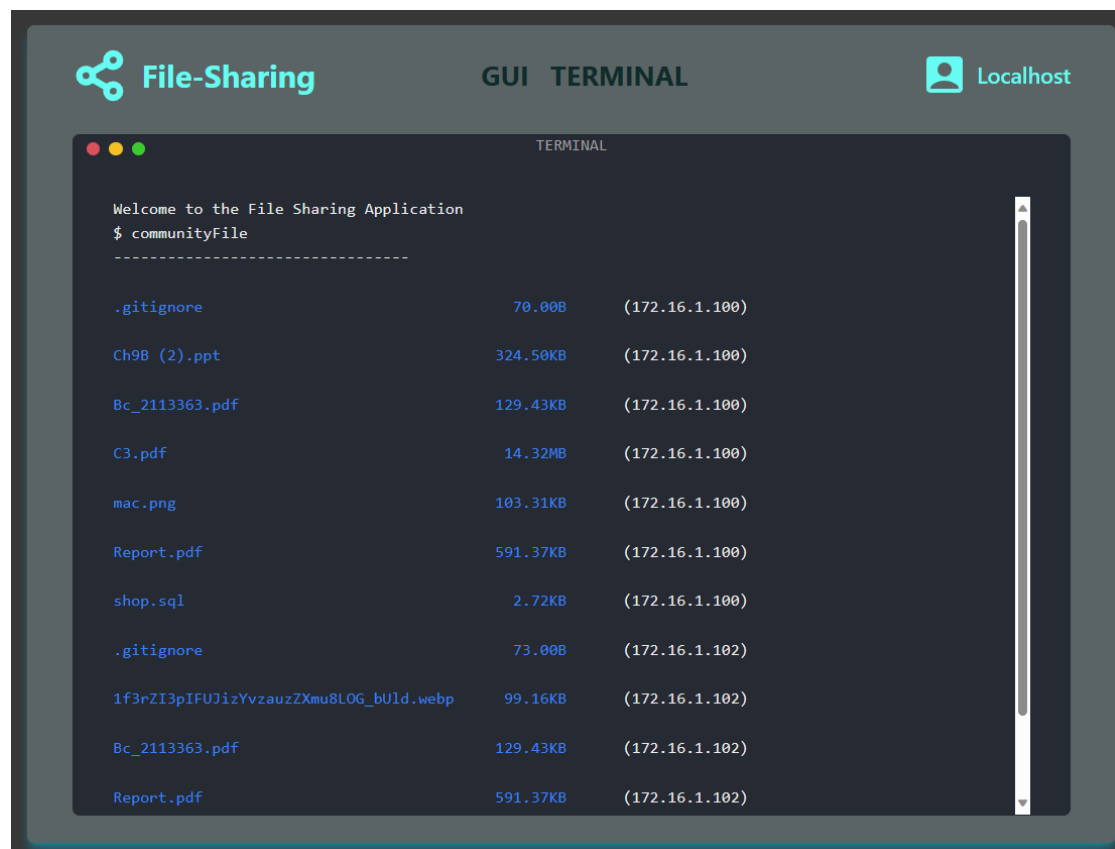 File-Sharing GUI TERMINAL Localhost
TERMINAL
Welcome to the File Sharing Application
$ communityFile
---------------------------------
.gitignore 70.00B (172.16.1.100)
Ch9B (2).ppt 324.50KB (172.16.1.100)
Bc_2113363.pdf 129.43KB (172.16.1.100)
C3.pdf 14.32MB (172.16.1.100)
mac.png 103.31KB (172.16.1.100)
Report.pdf 591.37KB (172.16.1.100)
shop.sql 2.72KB (172.16.1.100)
.gitignore 73.00B (172.16.1.102)
1f3rZI3pIFUJizYvzauzZXmu8LOG_bUld.webp 99.16KB (172.16.1.102)
Bc_2113363.pdf 129.43KB (172.16.1.102)
Report.pdf 591.37KB (172.16.1.102)